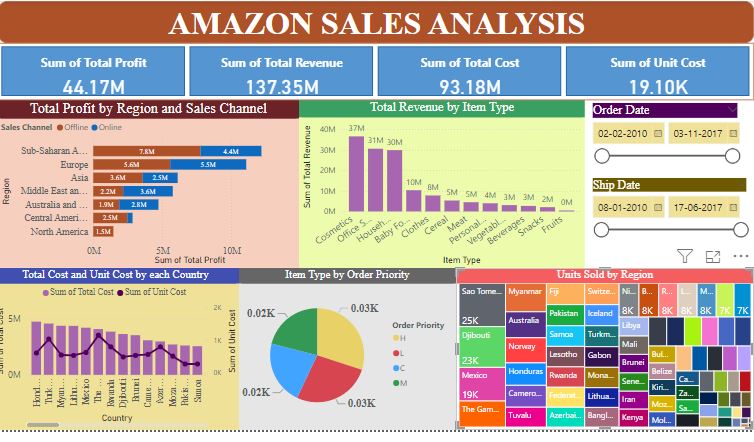 AMAZON SALES ANALYSIS
Sum of Total Profit
44.17M
Sum of Total Revenue
137.35M
Sum of Total Cost
93.18M
Sum of Unit Cost
19.10K
Total Profit by Region and Sales Channel
Sales Channel Offline Online
Region
Sub-Saharan A... 7.8M 4.4M
Europe 5.6M 5.5M
Asia 3.6M 2.5M
Middle East an... 2.2M 3.6M
Australia and ... 1.9M 2.8M
Central Ameri... 2.5M
North America 1.5M
0M 5M 10M
Sum of Total Profit
Total Revenue by Item Type
Sum of Total Revenue
40M
30M
20M
10M
0M
37M 31M 30M 10M 8M 5M 5M 4M 3M 3M 2M 0M
Cosmetics Office S... Househ... Baby Fo... Clothes Cereal Meat Personal... Vegetabl... Beverages Snacks Fruits
Item Type
Order Date
02-02-2010 03-11-2017
Ship Date
08-01-2010 17-06-2017
Total Cost and Unit Cost by each Country
Sum of Total Cost Sum of Unit Cost
Sum of Total Cost
5M
0M
Sum of Unit Cost
2K
1K
0K
Hond... Turk... Myan... Lithu... Mexico The ... Rwanda Djibouti Brunei Came... Azer... Moza... Pakis... Samoa
Country
Item Type by Order Priority
0.03K
0.03K
0.02K
0.02K
Order Priority
H
L
C
M
Units Sold by Region
Sao Tome...
25K
Djibouti
23K
Mexico
19K
The Gam...
Myanmar
Australia
Norway
Honduras
Camero...
Tuvalu
Fiji
Pakistan
Samoa
Lesotho
Rwanda
Federat...
Azerbai...
Switze...
Iceland
Turkm...
Gabon
Mona...
Lithua...
Bangl...
Ni...
8K
B...
8K
R...
8K
L...
8K
M...
8K
7K
7K
Libya
Mali
Brunei
Sene...
Iran
Kenya
Bul...
Belize
Kiri...
Moz...
Mol...
Ca...
Za...
Sa...